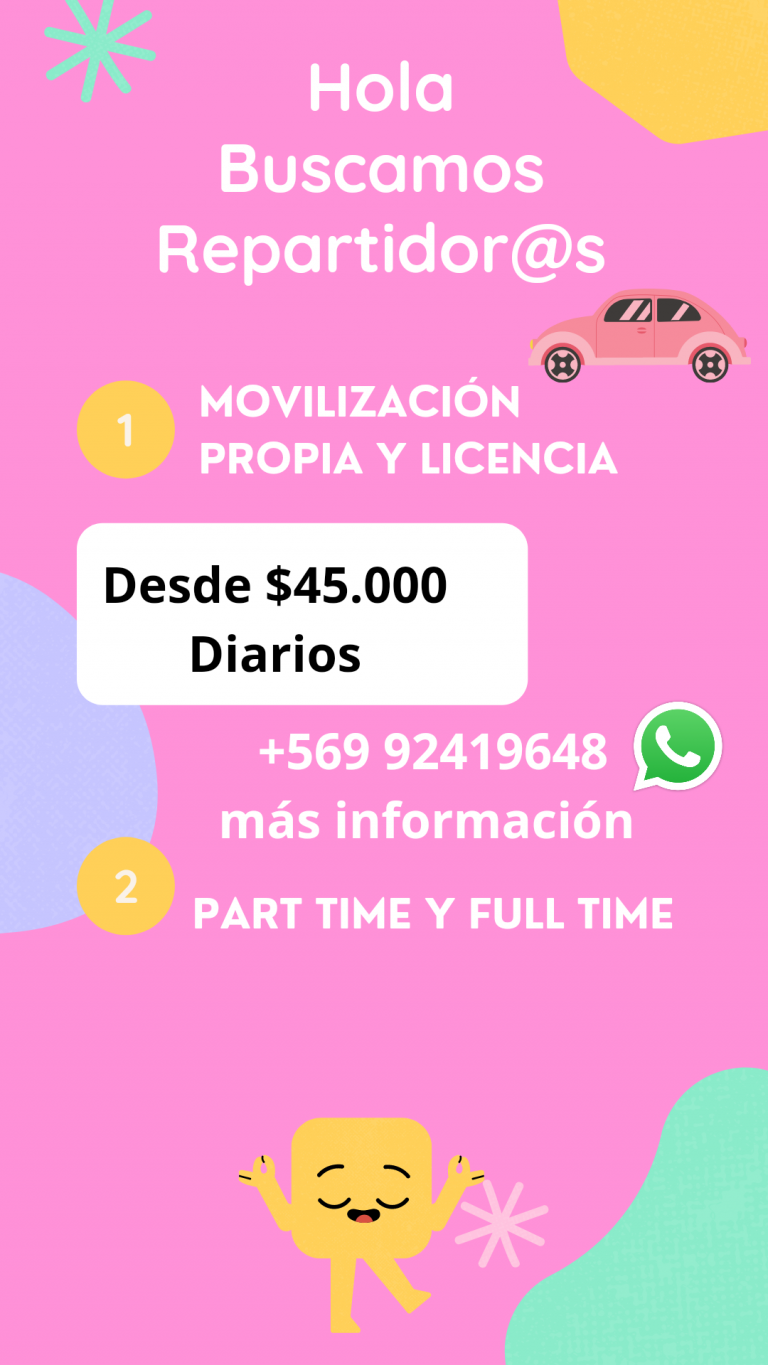 Hola
Buscamos
Repartidor@s
1
MOVILIZACIÓN
PROPIA Y LICENCIA
Desde $45.000
Diarios
+569 92419648
más información
2
PART TIME Y FULL TIME